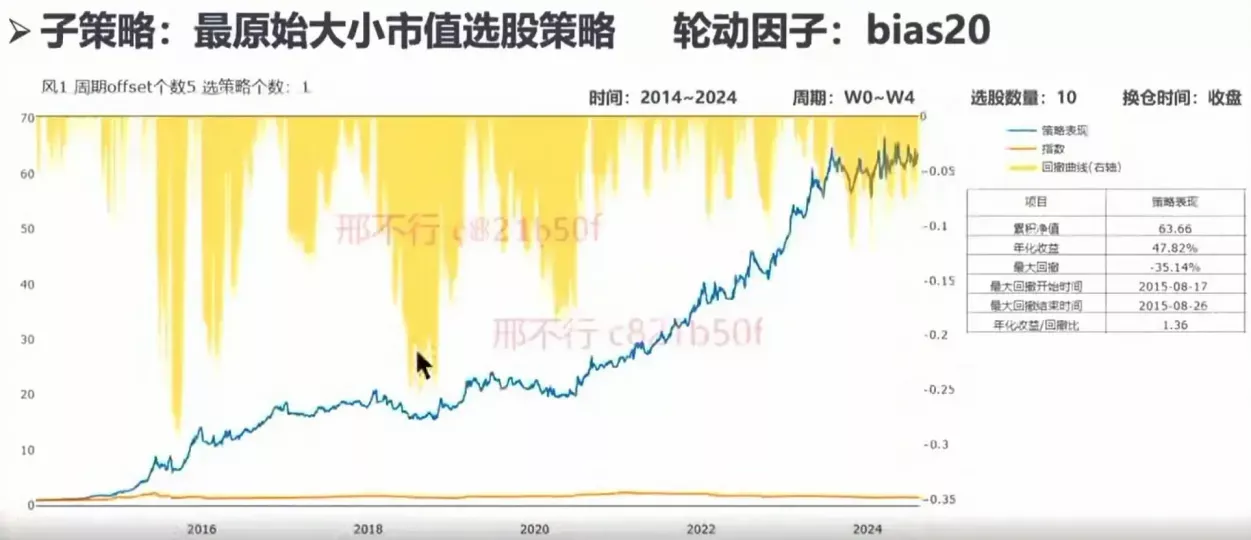 ➢ 子策略：最原始大小市值选股策略 轮动因子：bias20
风1 周期offset个数5 选策略个数：1
时间：2014~2024 周期：W0~W4 选股数量：10 换仓时间：收盘
策略表现
指数
回撤曲线(右轴)
70
60
50
40
30
20
10
0
0
-0.05
-0.1
-0.15
-0.2
-0.25
-0.3
-0.35
2016 2018 2020 2022 2024
项目 策略表现
累积净值 63.66
年化收益 47.82%
最大回撤 -35.14%
最大回撤开始时间 2015-08-17
最大回撤结束时间 2015-08-26
年化收益/回撤比 1.36
邢不行 c821b50f
邢不行 c821b50f